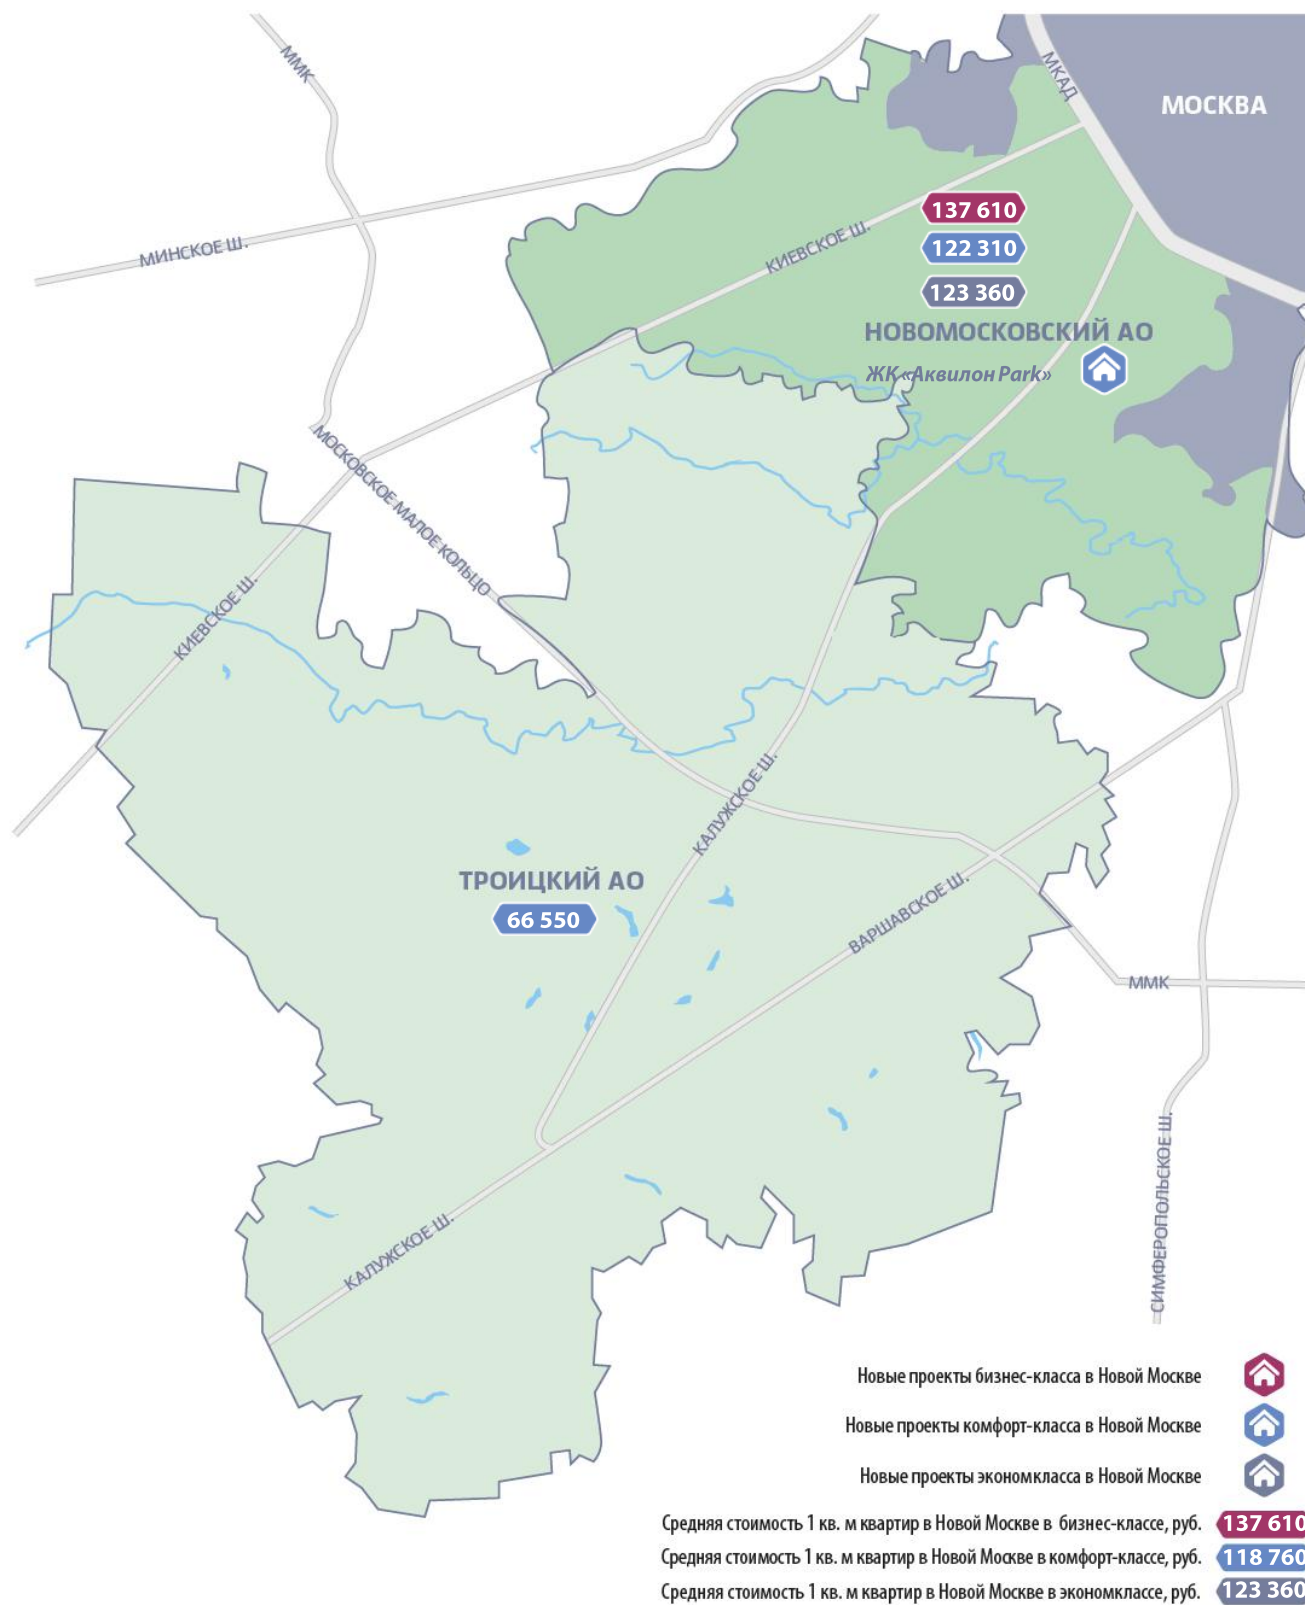 ММК
МКАД
МОСКВА
МИНСКОЕ Ш.
КИЕВСКОЕ Ш.
137 610
122 310
123 360
НОВОМОСКОВСКИЙ АО
ЖК «Аквилон Park»
МОСКОВСКОЕ МАЛОЕ КОЛЬЦО
КИЕВСКОЕ Ш.
КАЛУЖСКОЕ Ш.
ТРОИЦКИЙ АО
66 550
ВАРШАВСКОЕ Ш.
ММК
СИМФЕРОПОЛЬСКОЕ Ш.
КАЛУЖСКОЕ Ш.
Новые проекты бизнес-класса в Новой Москве
Новые проекты комфорт-класса в Новой Москве
Новые проекты экономкласса в Новой Москве
Средняя стоимость 1 кв. м квартир в Новой Москве в бизнес-классе, руб. 137 610
Средняя стоимость 1 кв. м квартир в Новой Москве в комфорт-классе, руб. 118 760
Средняя стоимость 1 кв. м квартир в Новой Москве в экономклассе, руб. 123 360